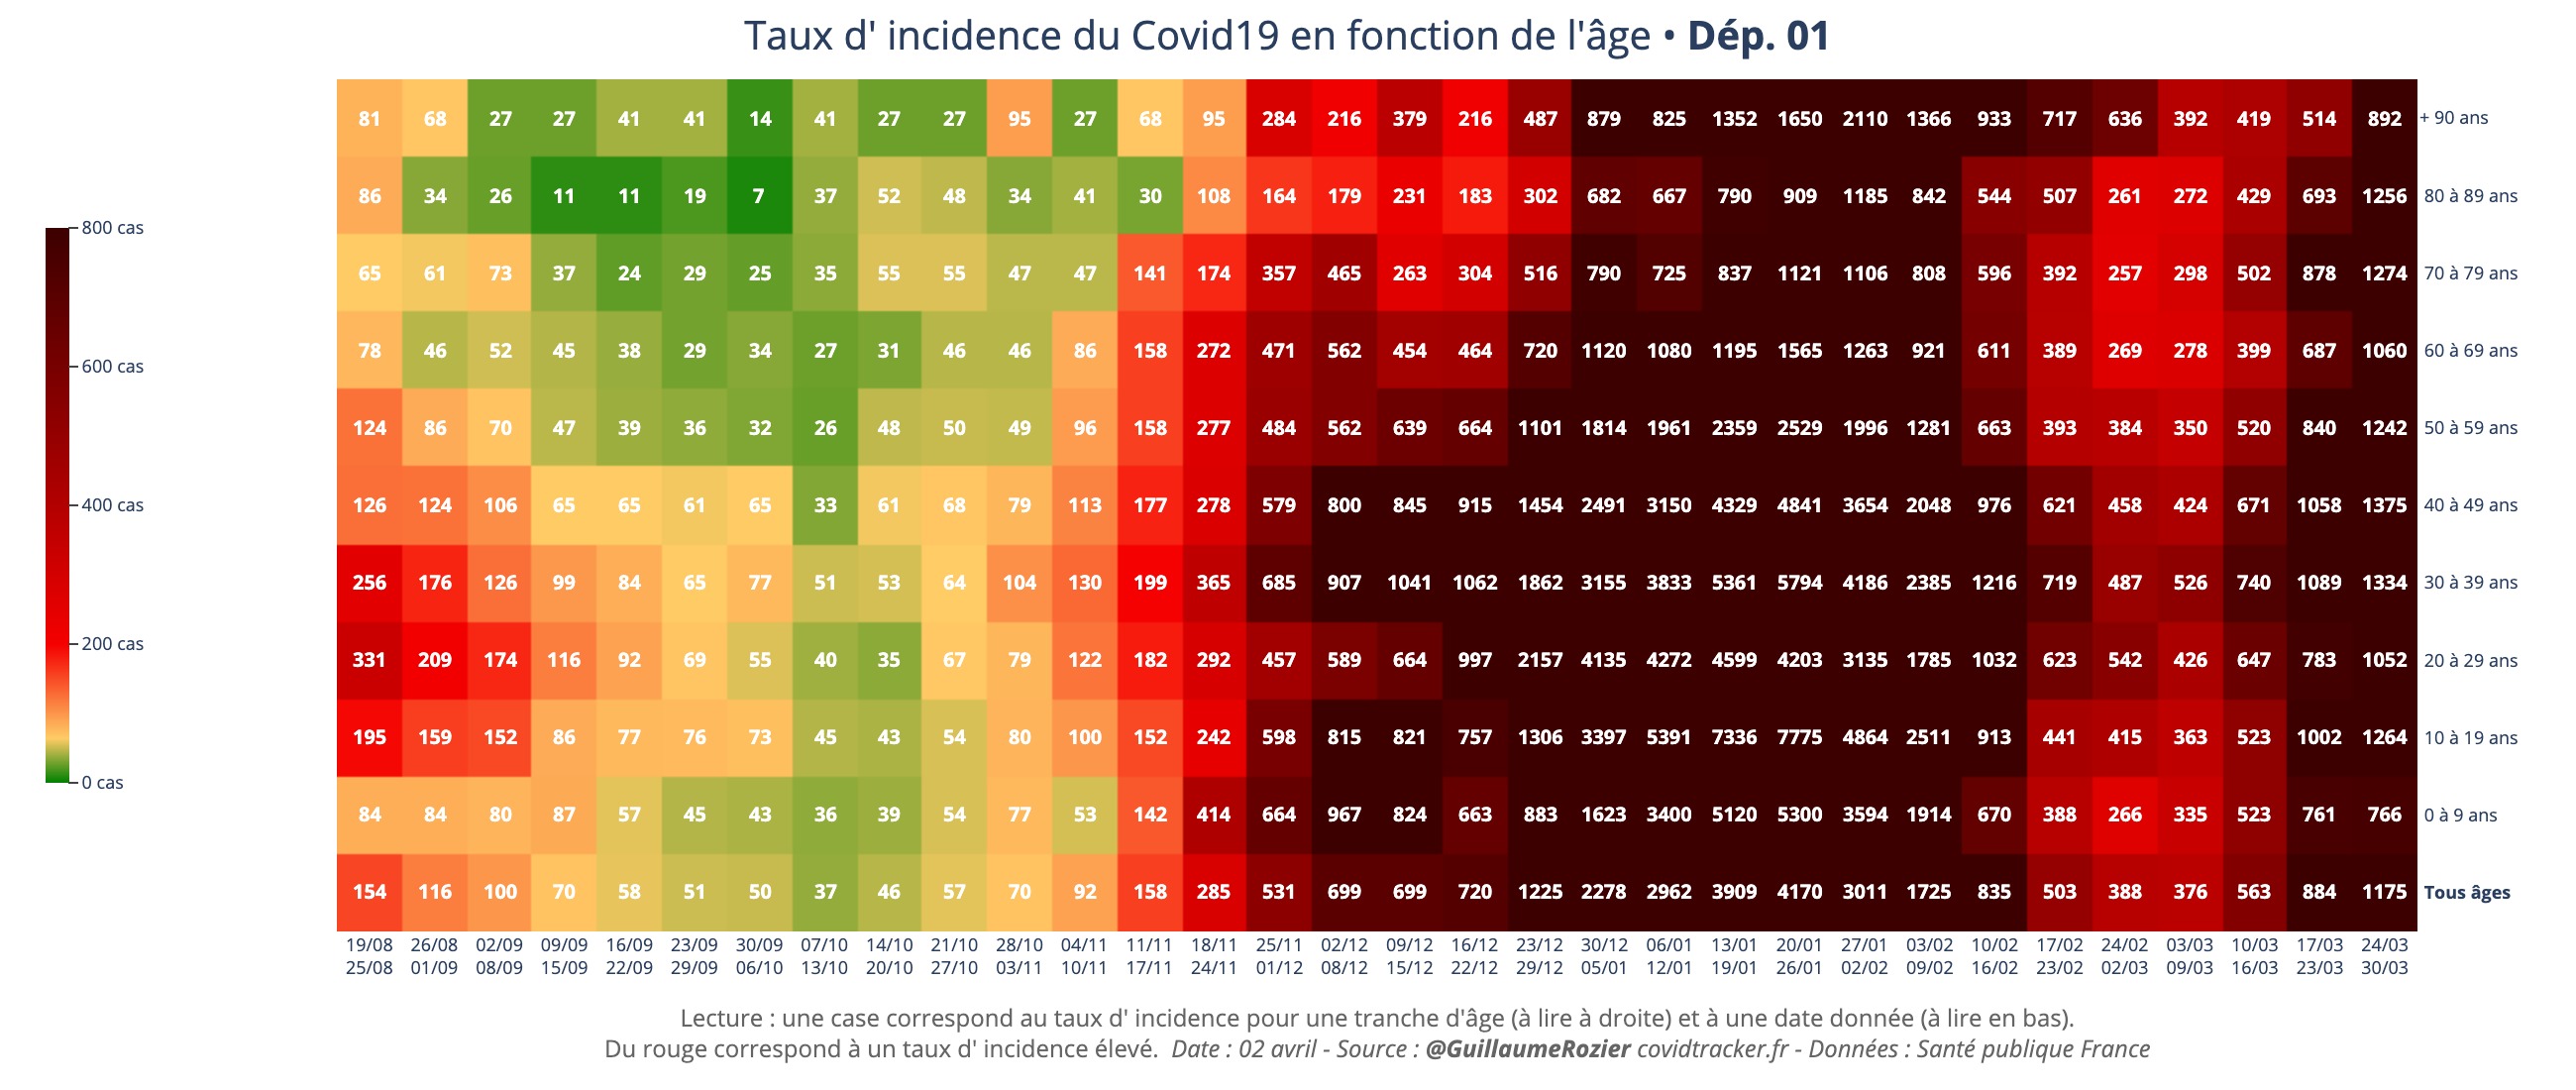 Taux d' incidence du Covid19 en fonction de l'âge • Dép. 01
81 68 27 27 41 41 14 41 27 27 95 27 68 95 284 216 379 216 487 879 825 1352 1650 2110 1366 933 717 636 392 419 514 892 + 90 ans
86 34 26 11 11 19 7 37 52 48 34 41 30 108 164 179 231 183 302 682 667 790 909 1185 842 544 507 261 272 429 693 1256 80 à 89 ans
65 61 73 37 24 29 25 35 55 55 47 47 141 174 357 465 263 304 516 790 725 837 1121 1106 808 596 392 257 298 502 878 1274 70 à 79 ans
78 46 52 45 38 29 34 27 31 46 46 86 158 272 471 562 454 464 720 1120 1080 1195 1565 1263 921 611 389 269 278 399 687 1060 60 à 69 ans
124 86 70 47 39 36 32 26 48 50 49 96 158 277 484 562 639 664 1101 1814 1961 2359 2529 1996 1281 663 393 384 350 520 840 1242 50 à 59 ans
126 124 106 65 65 61 65 33 61 68 79 113 177 278 579 800 845 915 1454 2491 3150 4329 4841 3654 2048 976 621 458 424 671 1058 1375 40 à 49 ans
256 176 126 99 84 65 77 51 53 64 104 130 199 365 685 907 1041 1062 1862 3155 3833 5361 5794 4186 2385 1216 719 487 526 740 1089 1334 30 à 39 ans
331 209 174 116 92 69 55 40 35 67 79 122 182 292 457 589 664 997 2157 4135 4272 4599 4203 3135 1785 1032 623 542 426 647 783 1052 20 à 29 ans
195 159 152 86 77 76 73 45 43 54 80 100 152 242 598 815 821 757 1306 3397 5391 7336 7775 4864 2511 913 441 415 363 523 1002 1264 10 à 19 ans
84 84 80 87 57 45 43 36 39 54 77 53 142 414 664 967 824 663 883 1623 3400 5120 5300 3594 1914 670 388 266 335 523 761 766 0 à 9 ans
154 116 100 70 58 51 50 37 46 57 70 92 158 285 531 699 699 720 1225 2278 2962 3909 4170 3011 1725 835 503 388 376 563 884 1175 Tous âges
19/08 26/08 02/09 09/09 16/09 23/09 30/09 07/10 14/10 21/10 28/10 04/11 11/11 18/11 25/11 02/12 09/12 16/12 23/12 30/12 06/01 13/01 20/01 27/01 03/02 10/02 17/02 24/02 03/03 10/03 17/03 24/03
25/08 01/09 08/09 15/09 22/09 29/09 06/10 13/10 20/10 27/10 03/11 10/11 17/11 24/11 01/12 08/12 15/12 22/12 29/12 05/01 12/01 19/01 26/01 02/02 09/02 16/02 23/02 02/03 09/03 16/03 23/03 30/03
800 cas
600 cas
400 cas
200 cas
0 cas
Lecture : une case correspond au taux d' incidence pour une tranche d'âge (à lire à droite) et à une date donnée (à lire en bas).
Du rouge correspond à un taux d' incidence élevé. Date : 02 avril - Source : @GuillaumeRozier covidtracker.fr - Données : Santé publique France